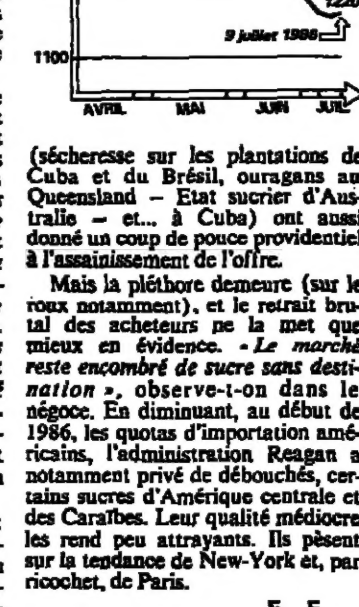 1220
9 juillet 1986
1100
AVRIL MAI JUIN JUIL
(sécheresse sur les plantations de
Cuba et du Brésil, ouragans au
Queensland – Etat sucrier d'Aus-
tralie – et... à Cuba) ont aussi
donné un coup de pouce providentiel
à l'assainissement de l'offre.
Mais la pléthore demeure (sur le
roux notamment), et le retrait bru-
tal des acheteurs ne la met que
mieux en évidence. « Le marché
reste encombré de sucre sans desti-
nation », observe-t-on dans le
négoce. En diminuant, au début de
1986, les quotas d'importation amé-
ricains, l'administration Reagan a
notamment privé de débouchés, cer-
tains sucres d'Amérique centrale et
des Caraïbes. Leur qualité médiocre
les rend peu attrayants. Ils pèsent
sur la tendance de New-York et, par
ricochet, de Paris.